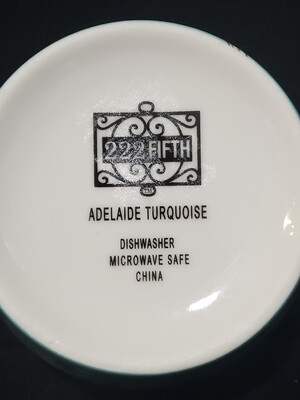 222 FIFTH
ADELAIDE TURQUOISE
DISHWASHER
MICROWAVE SAFE
CHINA